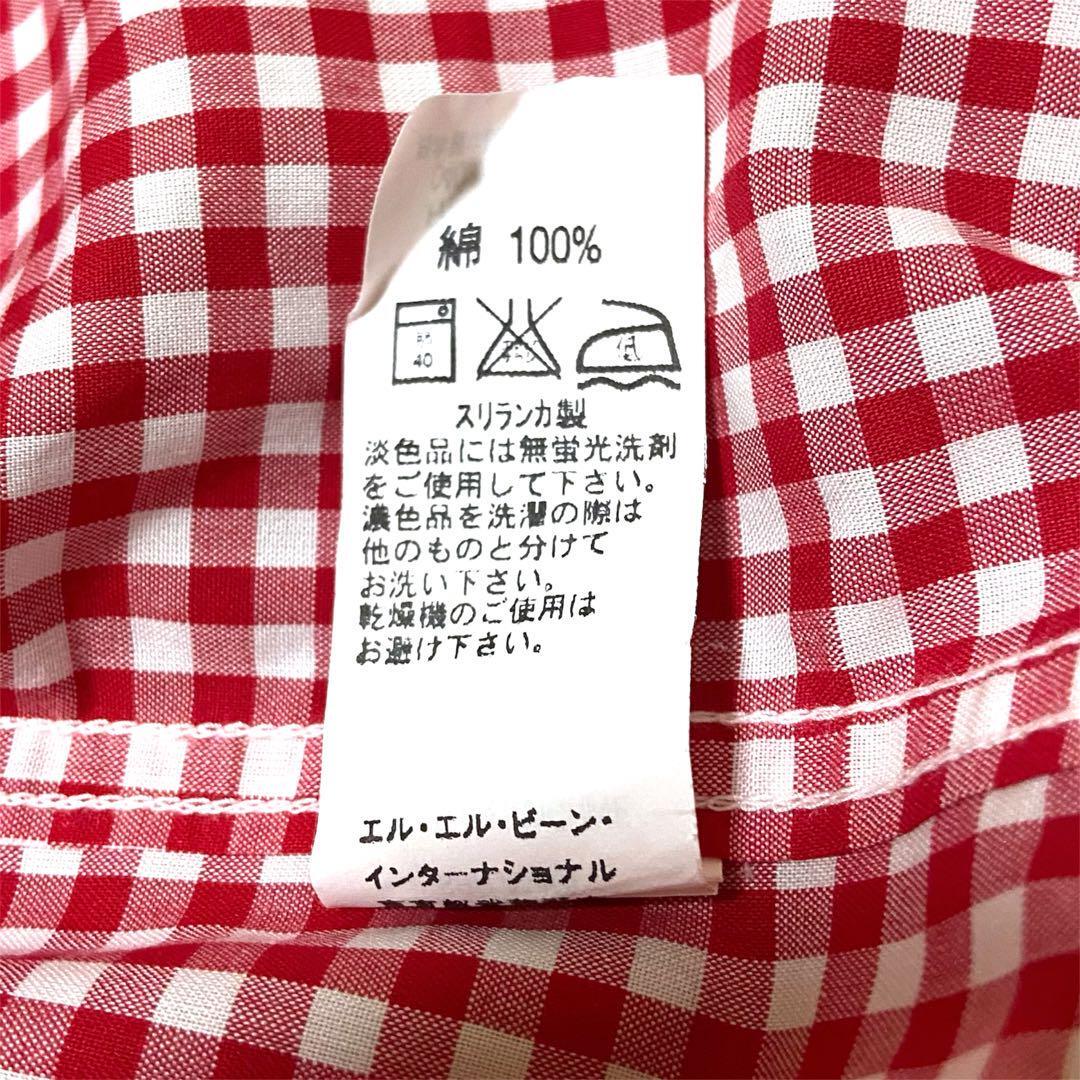 綿 100%
40
低
スリランカ製
淡色品には無蛍光洗剤
をご使用して下さい。
濃色品を洗濯の際は
他のものと分けて
お洗い下さい。
乾燥機のご使用は
お避け下さい。
エル・エル・ビーン・
インターナショナル